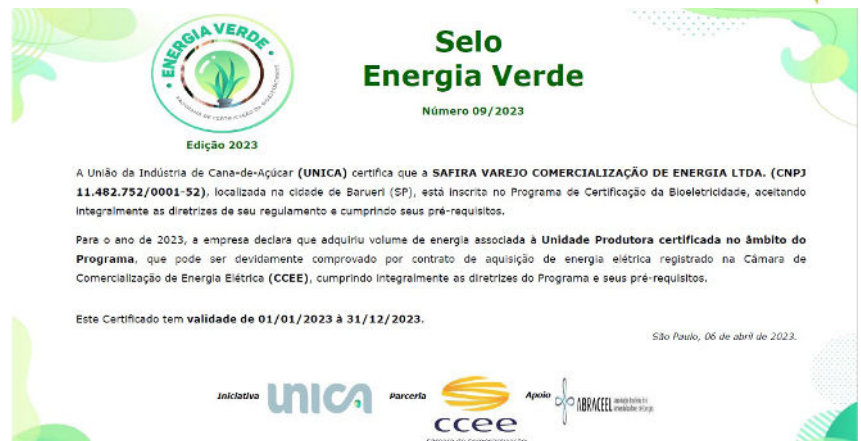 ENERGIA VERDE
PROGRAMA DE CERTIFICAÇÃO DA BIOELETRICIDADE
Edição 2023
Selo
Energia Verde
Número 09/2023
A União da Indústria de Cana-de-Açúcar (UNICA) certifica que a SAFIRA VAREJO COMERCIALIZAÇÃO DE ENERGIA LTDA. (CNPJ
11.482.752/0001-52), localizada na cidade de Barueri (SP), está inscrita no Programa de Certificação da Bioeletricidade, aceitando
integralmente as diretrizes de seu regulamento e cumprindo seus pré-requisitos.
Para o ano de 2023, a empresa declara que adquiriu volume de energia associada à Unidade Produtora certificada no âmbito do
Programa, que pode ser devidamente comprovado por contrato de aquisição de energia elétrica registrado na Câmara de
Comercialização de Energia Elétrica (CCEE), cumprindo integralmente as diretrizes do Programa e seus pré-requisitos.
Este Certificado tem validade de 01/01/2023 à 31/12/2023.
São Paulo, 06 de abril de 2023.
Iniciativa unica Parceria ccee Apoio ABRACEEL